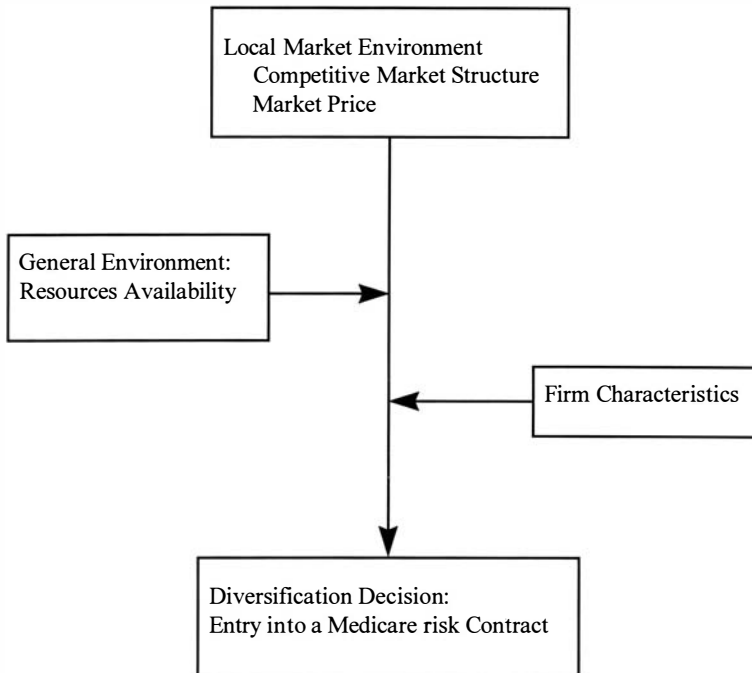 Local Market Environment
Competitive Market Structure
Market Price
General Environment:
Resources Availability
Firm Characteristics
Diversification Decision:
Entry into a Medicare risk Contract